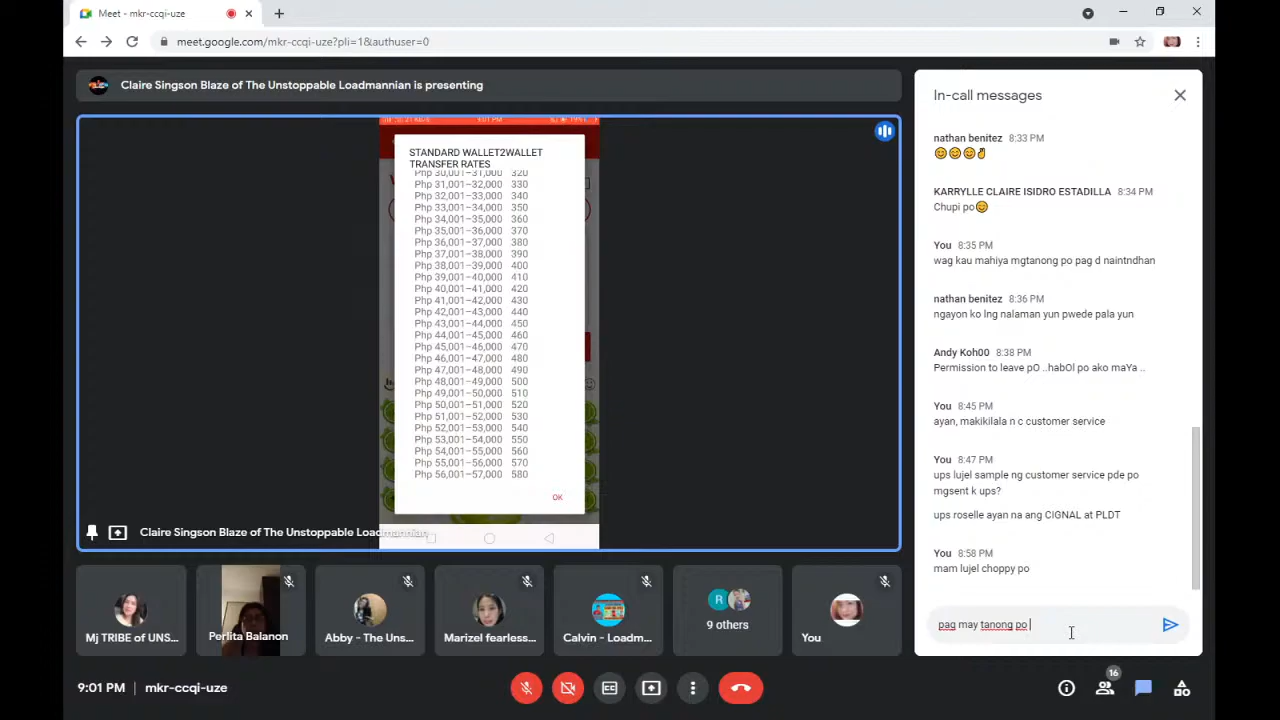 Meet - mkr-ccqi-uze
meet.google.com/mkr-ccqi-uze?pli=1&authuser=0
Claire Singson Blaze of The Unstoppable Loadmannian is presenting
9:01 PM
STANDARD WALLET2WALLET
TRANSFER RATES
Php 30,001–31,000 320
Php 31,001–32,000 330
Php 32,001–33,000 340
Php 33,001–34,000 350
Php 34,001–35,000 360
Php 35,001–36,000 370
Php 36,001–37,000 380
Php 37,001–38,000 390
Php 38,001–39,000 400
Php 39,001–40,000 410
Php 40,001–41,000 420
Php 41,001–42,000 430
Php 42,001–43,000 440
Php 43,001–44,000 450
Php 44,001–45,000 460
Php 45,001–46,000 470
Php 46,001–47,000 480
Php 47,001–48,000 490
Php 48,001–49,000 500
Php 49,001–50,000 510
Php 50,001–51,000 520
Php 51,001–52,000 530
Php 52,001–53,000 540
Php 53,001–54,000 550
Php 54,001–55,000 560
Php 55,001–56,000 570
Php 56,001–57,000 580
OK
Claire Singson Blaze of The Unstoppable Loadmannian
Mj TRIBE of UNS...
Perlita Balanon
Abby - The Uns...
Marizel fearless...
Calvin - Loadm...
R
9 others
You
9:01 PM
mkr-ccqi-uze
In-call messages
nathan benitez 8:33 PM
😊😊😊✌
KARRYLLE CLAIRE ISIDRO ESTADILLA 8:34 PM
Chupi po😊
You 8:35 PM
wag kau mahiya mgtanong po pag d naintndhan
nathan benitez 8:36 PM
ngayon ko lng nalaman yun pwede pala yun
Andy Koh00 8:38 PM
Permission to leave pO ..habOl po ako maYa ..
You 8:45 PM
ayan, makikilala n c customer service
You 8:47 PM
ups lujel sample ng customer service pde po
mgsent k ups?
ups roselle ayan na ang CIGNAL at PLDT
You 8:58 PM
mam lujel choppy po
pag may tanong po
16